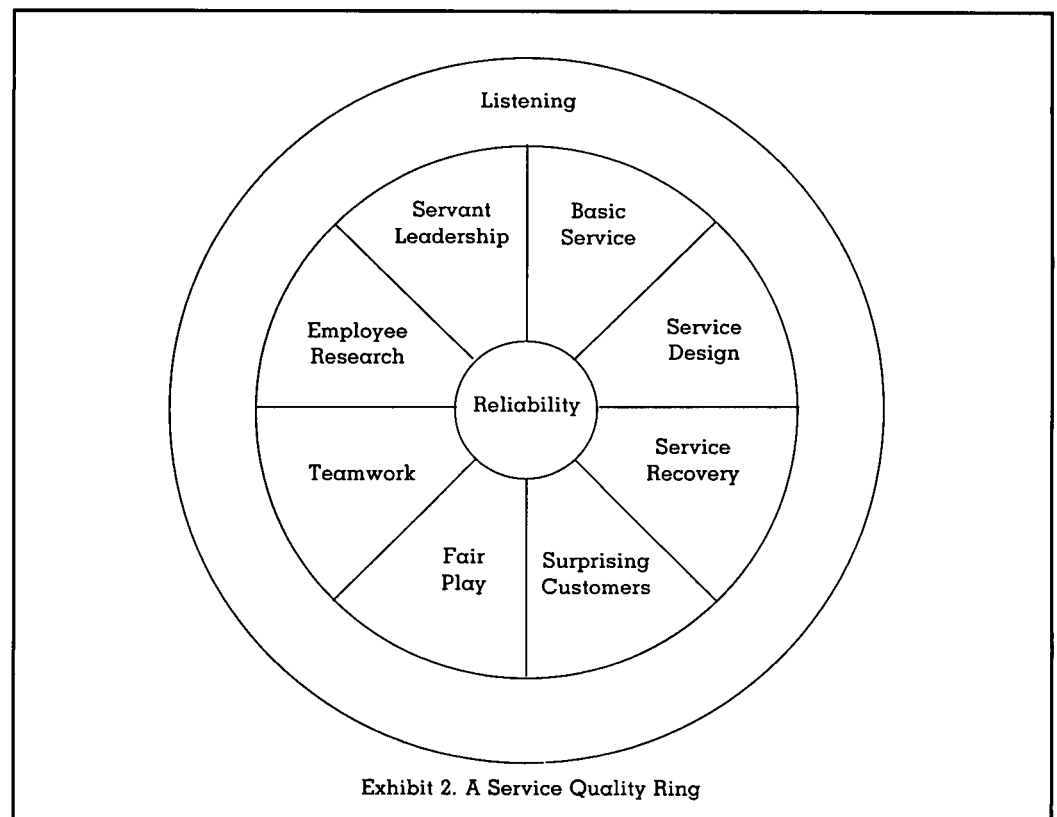 Listening
Servant
Leadership
Basic
Service
Employee
Research
Service
Design
Reliability
Teamwork
Service
Recovery
Fair
Play
Surprising
Customers
Exhibit 2. A Service Quality Ring